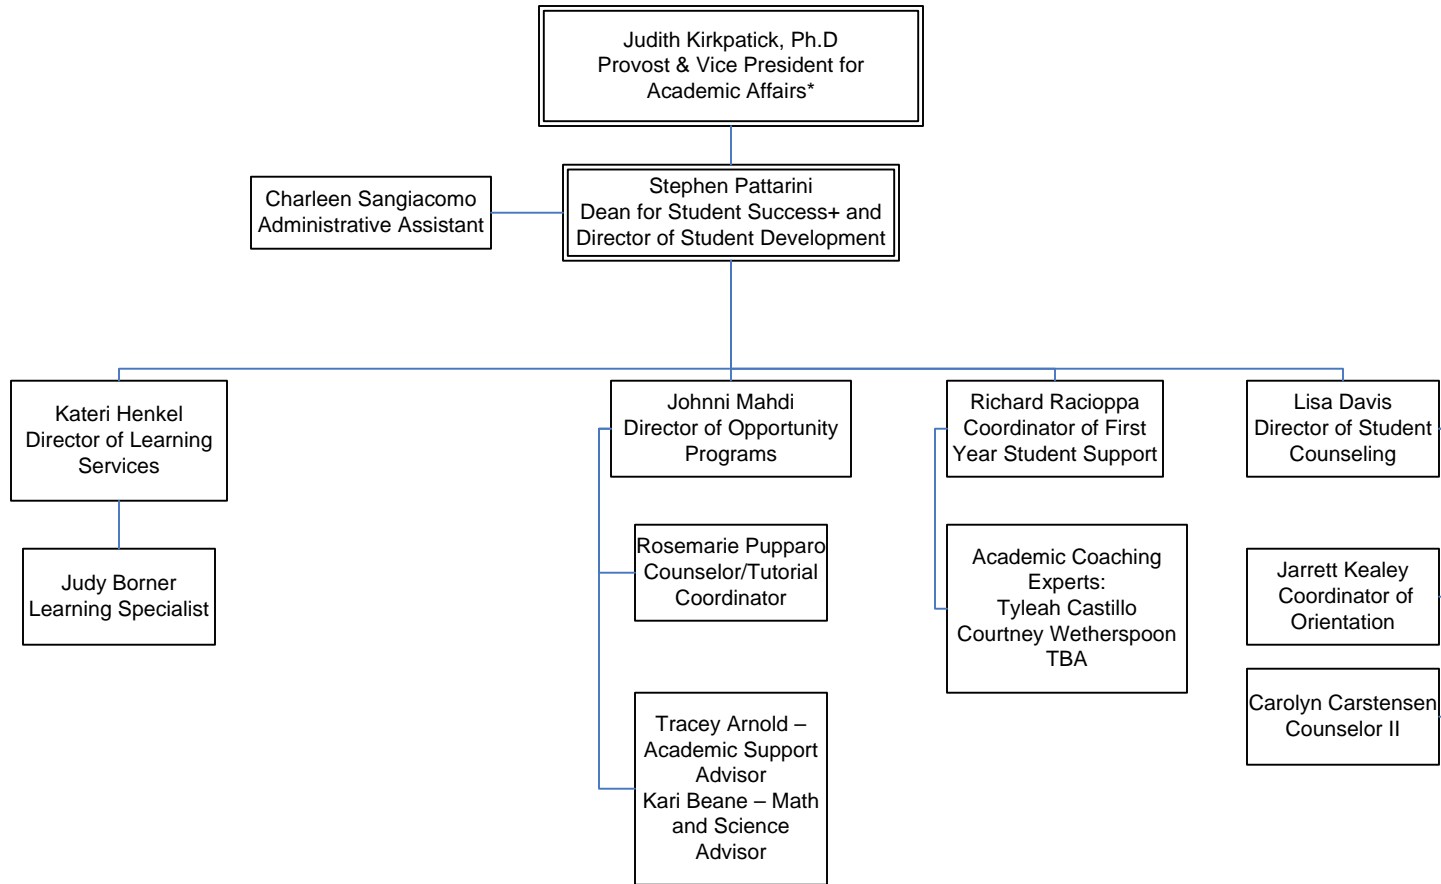 Judith Kirkpatick, Ph.D
Provost & Vice President for
Academic Affairs*
Charleen Sangiacomo
Administrative Assistant
Stephen Pattarini
Dean for Student Success+ and
Director of Student Development
Kateri Henkel
Director of Learning
Services
Judy Borner
Learning Specialist
Johnni Mahdi
Director of Opportunity
Programs
Rosemarie Pupparo
Counselor/Tutorial
Coordinator
Tracey Arnold –
Academic Support
Advisor
Kari Beane – Math
and Science
Advisor
Richard Racioppa
Coordinator of First
Year Student Support
Academic Coaching
Experts:
Tyleah Castillo
Courtney Wetherspoon
TBA
Lisa Davis
Director of Student
Counseling
Jarrett Kealey
Coordinator of
Orientation
Carolyn Carstensen
Counselor II